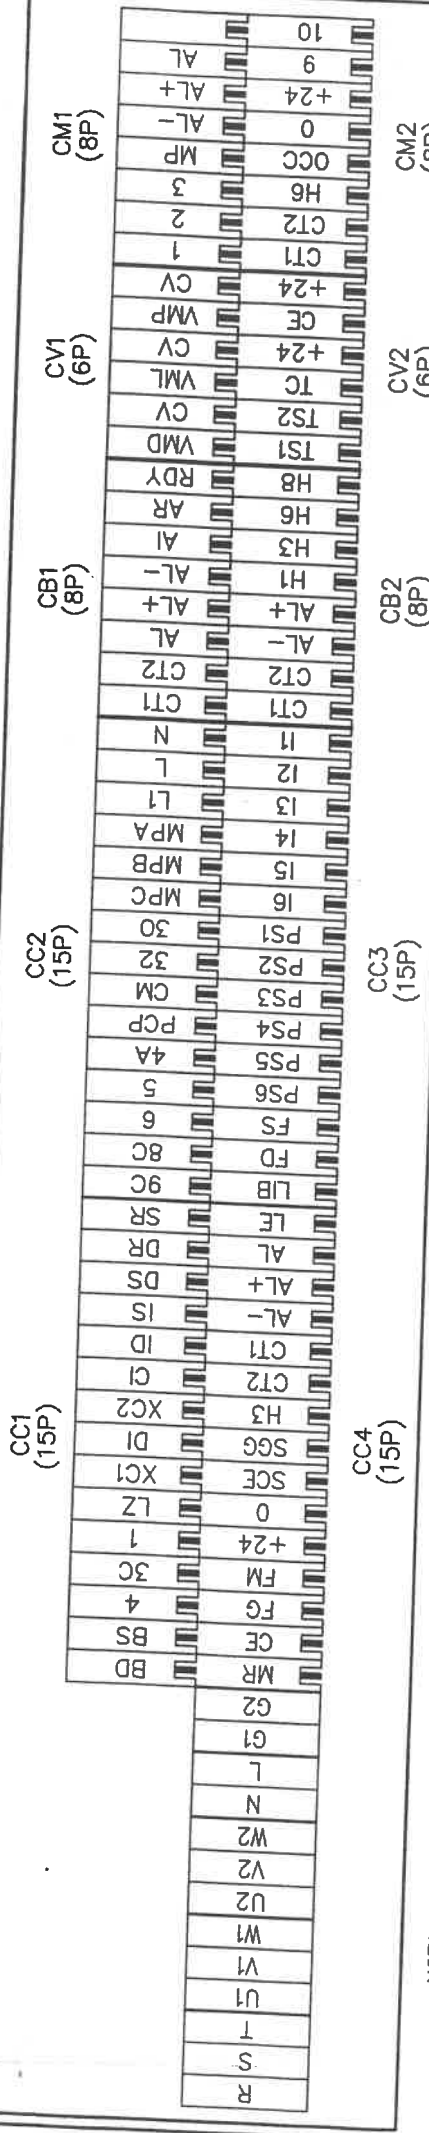 CM1
(8P)
CV1
(6P)
CB1
(8P)
CC2
(15P)
CC1
(15P)
AL
AL+
AL-
MP
3
2
1
CV
VMP
CV
VML
CV
VMD
RDY
AR
AI
AL-
AL+
AL
CT2
CT1
N
L
L1
MPA
MPB
MPC
30
32
CM
PCP
4A
5
6
8C
9C
SR
DR
DS
IS
ID
CI
XC2
DI
XC1
LZ
1
3C
4
BS
BD
10
9
+24
0
OCC
H6
CT2
CT1
+24
CE
+24
TC
TS2
TS1
H8
H6
H3
H1
AL+
AL-
CT2
CT1
I1
I2
I3
I4
I5
I6
PS1
PS2
PS3
PS4
PS5
PS6
FS
FD
LIB
LE
AL
AL+
AL-
CT1
CT2
H3
SGG
SCE
0
+24
FM
FG
CE
MR
G2
G1
L
N
W2
V2
U2
W1
V1
U1
T
S
R
CM2
CV2
(6P)
CB2
(8P)
CC3
(15P)
CC4
(15P)